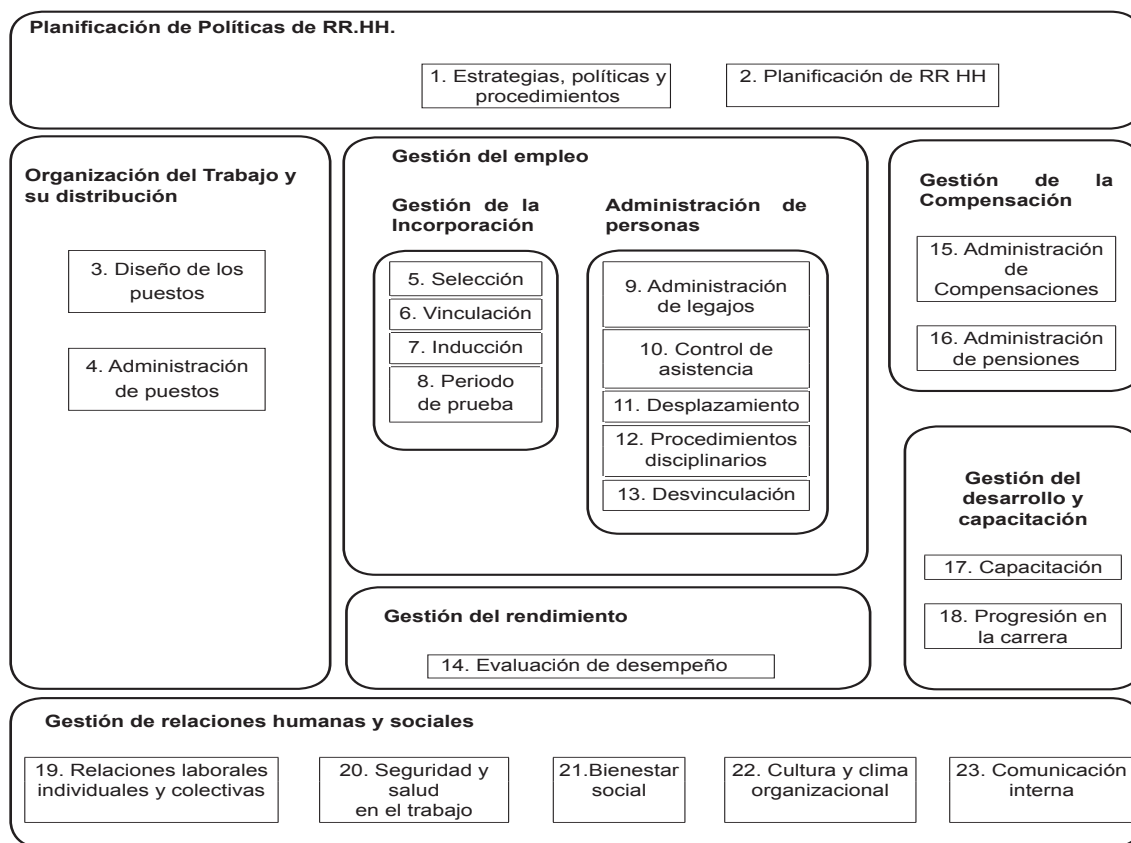 Planificación de Políticas de RR.HH.
1. Estrategias, políticas y
procedimientos
2. Planificación de RR HH
Organización del Trabajo y
su distribución
3. Diseño de los
puestos
4. Administración
de puestos
Gestión del empleo
Gestión de la
Incorporación
5. Selección
6. Vinculación
7. Inducción
8. Periodo
de prueba
Administración de
personas
9. Administración
de legajos
10. Control de
asistencia
11. Desplazamiento
12. Procedimientos
disciplinarios
13. Desvinculación
Gestión del rendimiento
14. Evaluación de desempeño
Gestión de la
Compensación
15. Administración
de
Compensaciones
16. Administración
de pensiones
Gestión del
desarrollo y
capacitación
17. Capacitación
18. Progresión en
la carrera
Gestión de relaciones humanas y sociales
19. Relaciones laborales
individuales y colectivas
20. Seguridad y
salud
en el trabajo
21.Bienestar
social
22. Cultura y clima
organizacional
23. Comunicación
interna